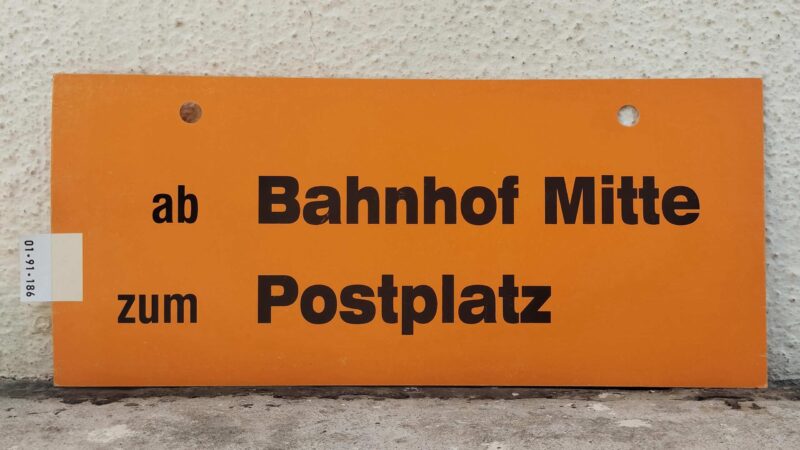 ab Bahnhof Mitte
zum Postplatz
01·91·186